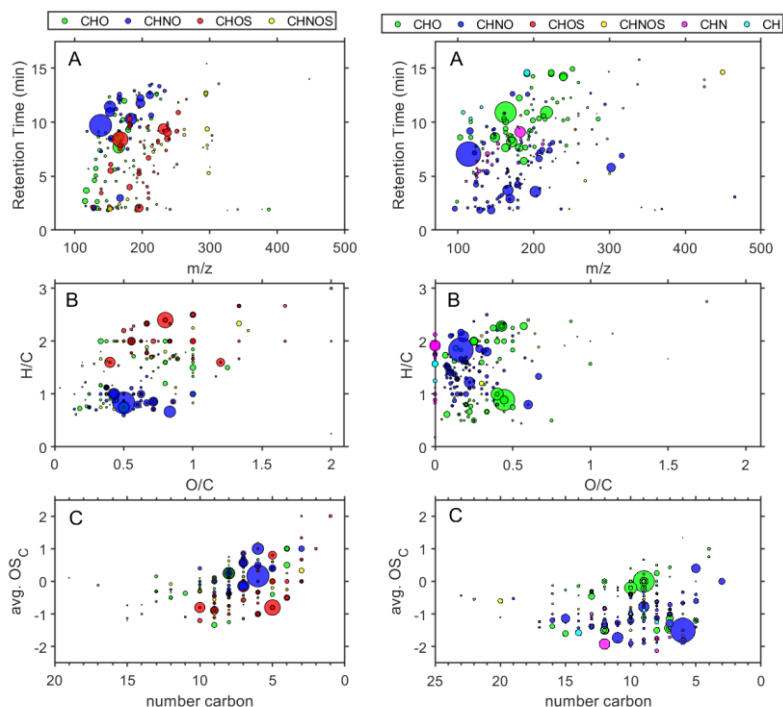 CHO CHNO CHOS CHNOS
CHO CHNO CHOS CHNOS CHN CH
A
Retention Time (min)
15
10
5
0
100 200 300 400 500
m/z
A
Retention Time (min)
15
10
5
0
100 200 300 400 500
m/z
B
H/C
3
2
1
0
0 0.5 1 1.5 2
O/C
B
H/C
3
2
1
0
0 0.5 1 1.5 2
O/C
C
avg. OSC
2
1
0
-1
-2
20 15 10 5 0
number carbon
C
avg. OSC
2
1
0
-1
-2
25 20 15 10 5 0
number carbon